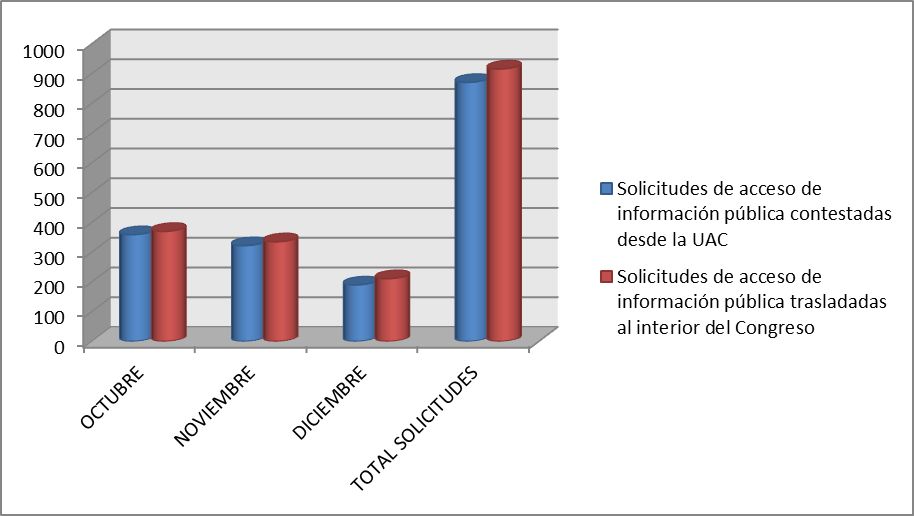 1000
900
800
700
600
500
400
300
200
100
0
OCTUBRE
NOVIEMBRE
DICIEMBRE
TOTAL SOLICITUDES
Solicitudes de acceso de
información pública contestadas
desde la UAC
Solicitudes de acceso de
información pública trasladadas
al interior del Congreso